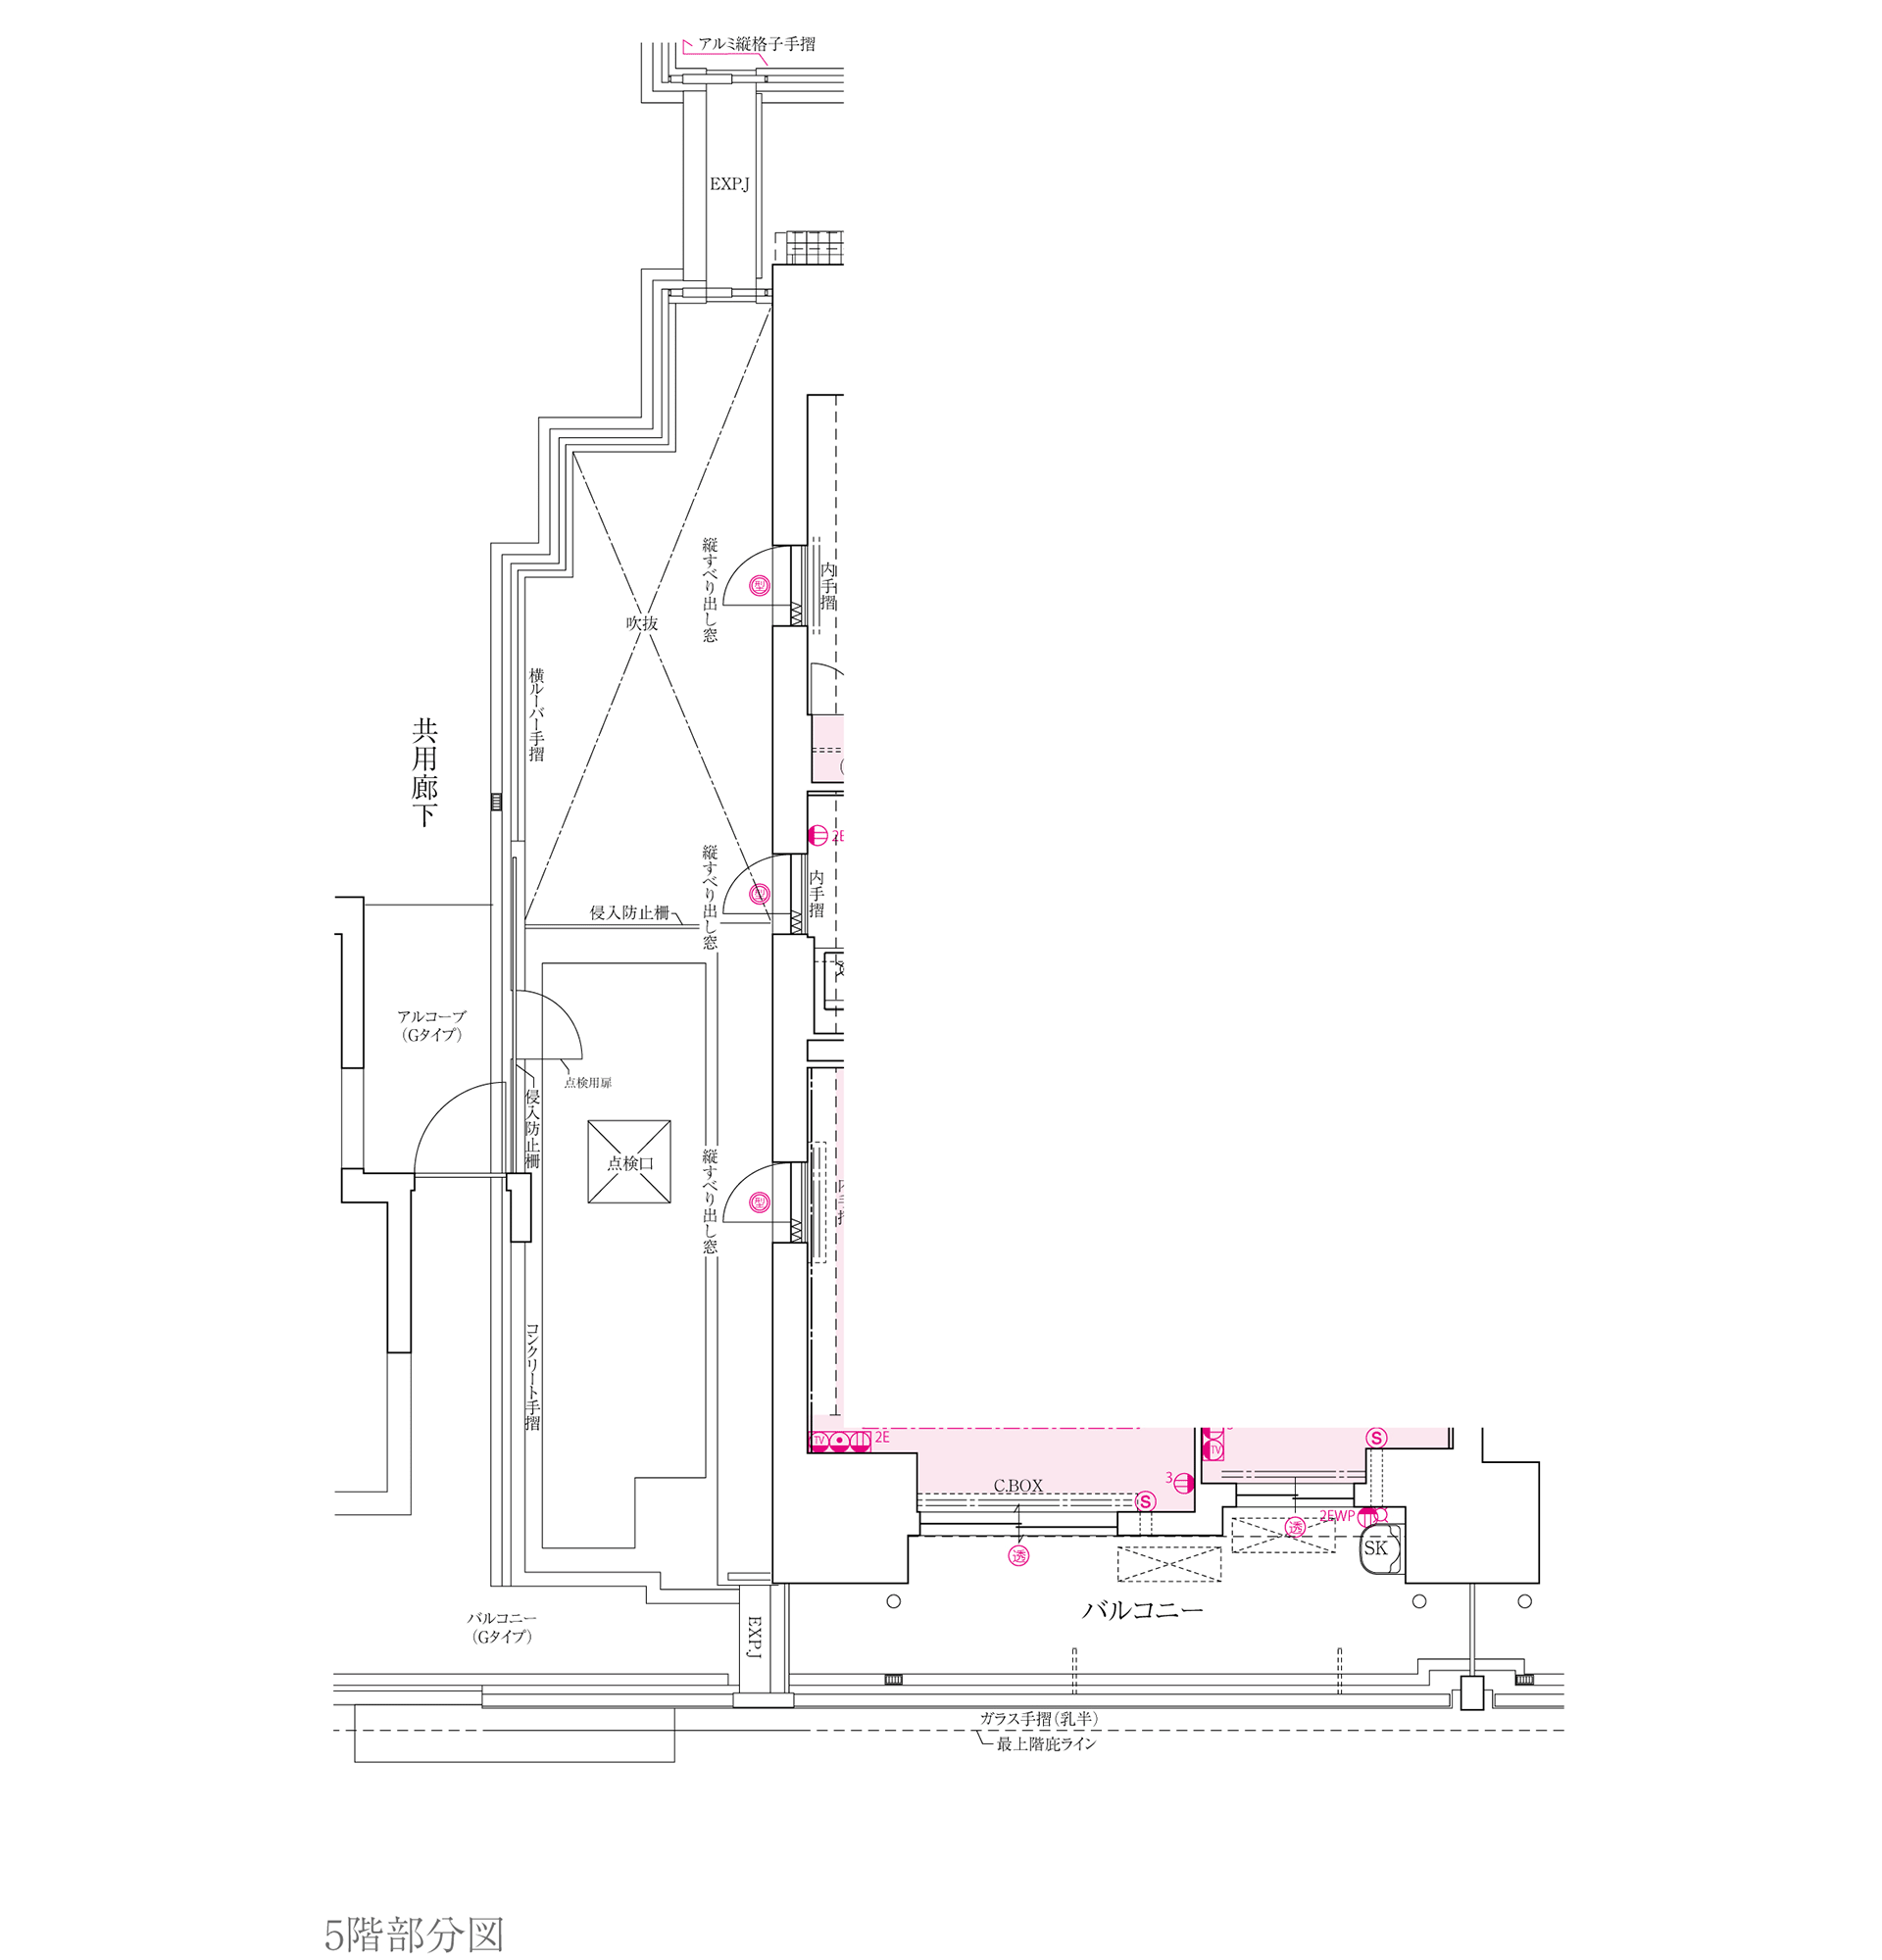 アルミ縦格子手摺
EXP.J
縦すべり出し窓
型
内手摺
吹抜
横ルーバー手摺
共用廊下
2E
縦すべり出し窓
型
内手摺
侵入防止柵
アルコーブ
(Gタイプ)
点検用扉
侵入防止柵
点検口
縦すべり出し窓
型
コンクリート手摺
TV
2E
TV
S
3
C.BOX
S
2EWP
透
透
SK
バルコニー
バルコニー
(Gタイプ)
EXP.J
ガラス手摺(乳半)
最上階庇ライン
5階部分図